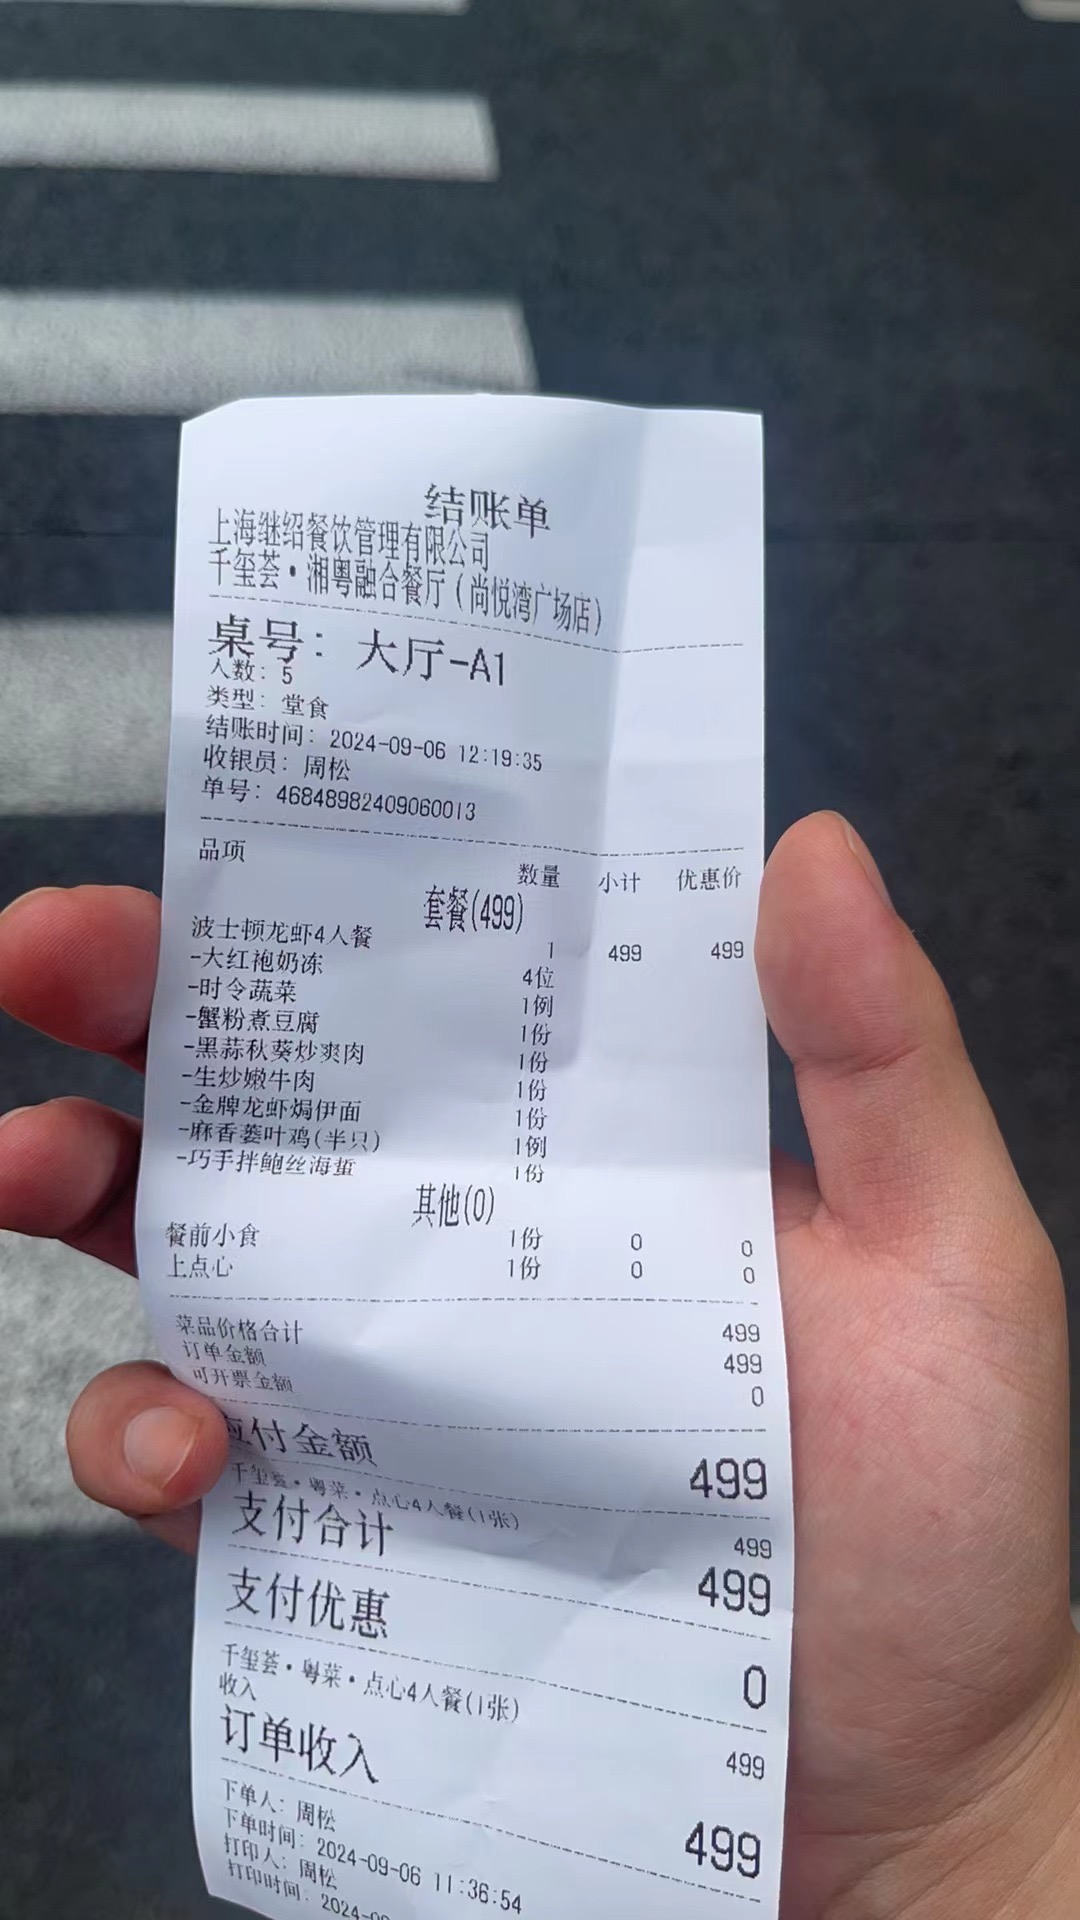 结账单
上海继绍餐饮管理有限公司
千玺荟·湘粤融合餐厅(尚悦湾广场店)
桌号: 大厅-A1
人数: 5
类型: 堂食
结账时间: 2024-09-06 12:19:35
收银员: 周松
单号: 46848982409060013
品项 数量 小计 优惠价
套餐(499)
波士顿龙虾4人餐 1 499 499
-大红袍奶冻 4位
-时令蔬菜 1例
-蟹粉煮豆腐 1份
-黑蒜秋葵炒爽肉 1份
-生炒嫩牛肉 1份
-金牌龙虾焗伊面 1份
-麻香蒌叶鸡(半只) 1例
-巧手拌鲍丝海蜇 1份
其他(0)
餐前小食 1份 0 0
上点心 1份 0 0
菜品价格合计 499
订单金额 499
可开票金额 0
应付金额 499
千玺荟·粤菜·点心4人餐(1张) 499
支付合计 499
支付优惠 0
千玺荟·粤菜·点心4人餐(1张)
收入 499
订单收入 499
下单人: 周松
下单时间: 2024-09-06 11:36:54
打印人: 周松
打印时间: 2024-09